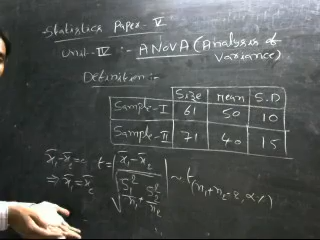 Statistics Paper-V
Unit-IV :- ANOVA (Analysis of
Variance)
Definition :-
Size Mean S.D
Sample-I 61 50 10
Sample-II 71 40 15
x̄₁-x̄₂=0 t = | x̄₁-x̄₂ / √(S₁²/n₁ + S₂²/n₂) | ~ t(n₁+n₂-2, α%)
⇒ x̄₁=x̄₂